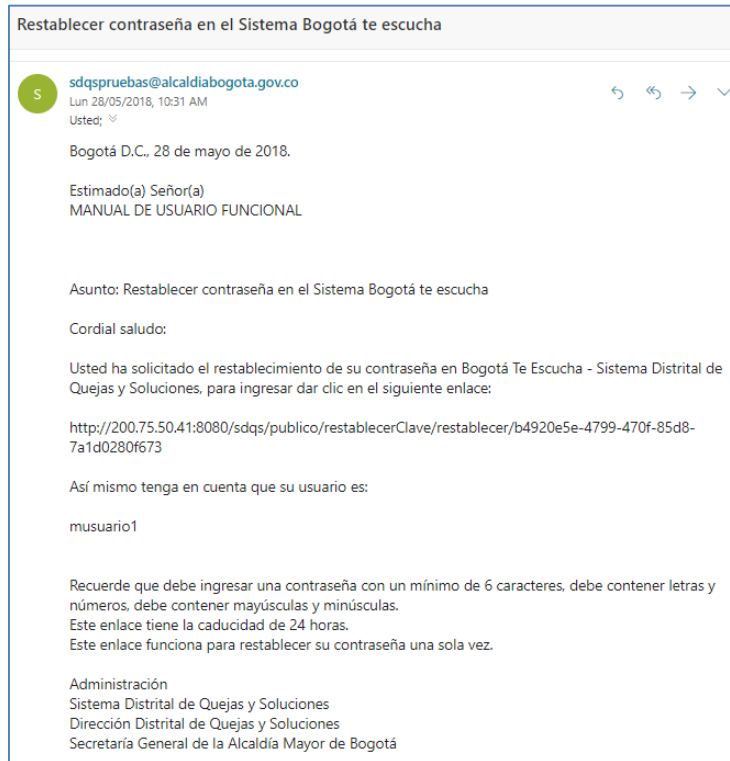 Restablecer contraseña en el Sistema Bogotá te escucha
S
sdqspruebas@alcaldiabogota.gov.co
Lun 28/05/2018, 10:31 AM
Usted;
Bogotá D.C., 28 de mayo de 2018.
Estimado(a) Señor(a)
MANUAL DE USUARIO FUNCIONAL
Asunto: Restablecer contraseña en el Sistema Bogotá te escucha
Cordial saludo:
Usted ha solicitado el restablecimiento de su contraseña en Bogotá Te Escucha - Sistema Distrital de
Quejas y Soluciones, para ingresar dar clic en el siguiente enlace:
http://200.75.50.41:8080/sdqs/publico/restablecerClave/restablecer/b4920e5e-4799-470f-85d8-
7a1d0280f673
Así mismo tenga en cuenta que su usuario es:
musuario1
Recuerde que debe ingresar una contraseña con un mínimo de 6 caracteres, debe contener letras y
números, debe contener mayúsculas y minúsculas.
Este enlace tiene la caducidad de 24 horas.
Este enlace funciona para restablecer su contraseña una sola vez.
Administración
Sistema Distrital de Quejas y Soluciones
Dirección Distrital de Quejas y Soluciones
Secretaría General de la Alcaldía Mayor de Bogotá